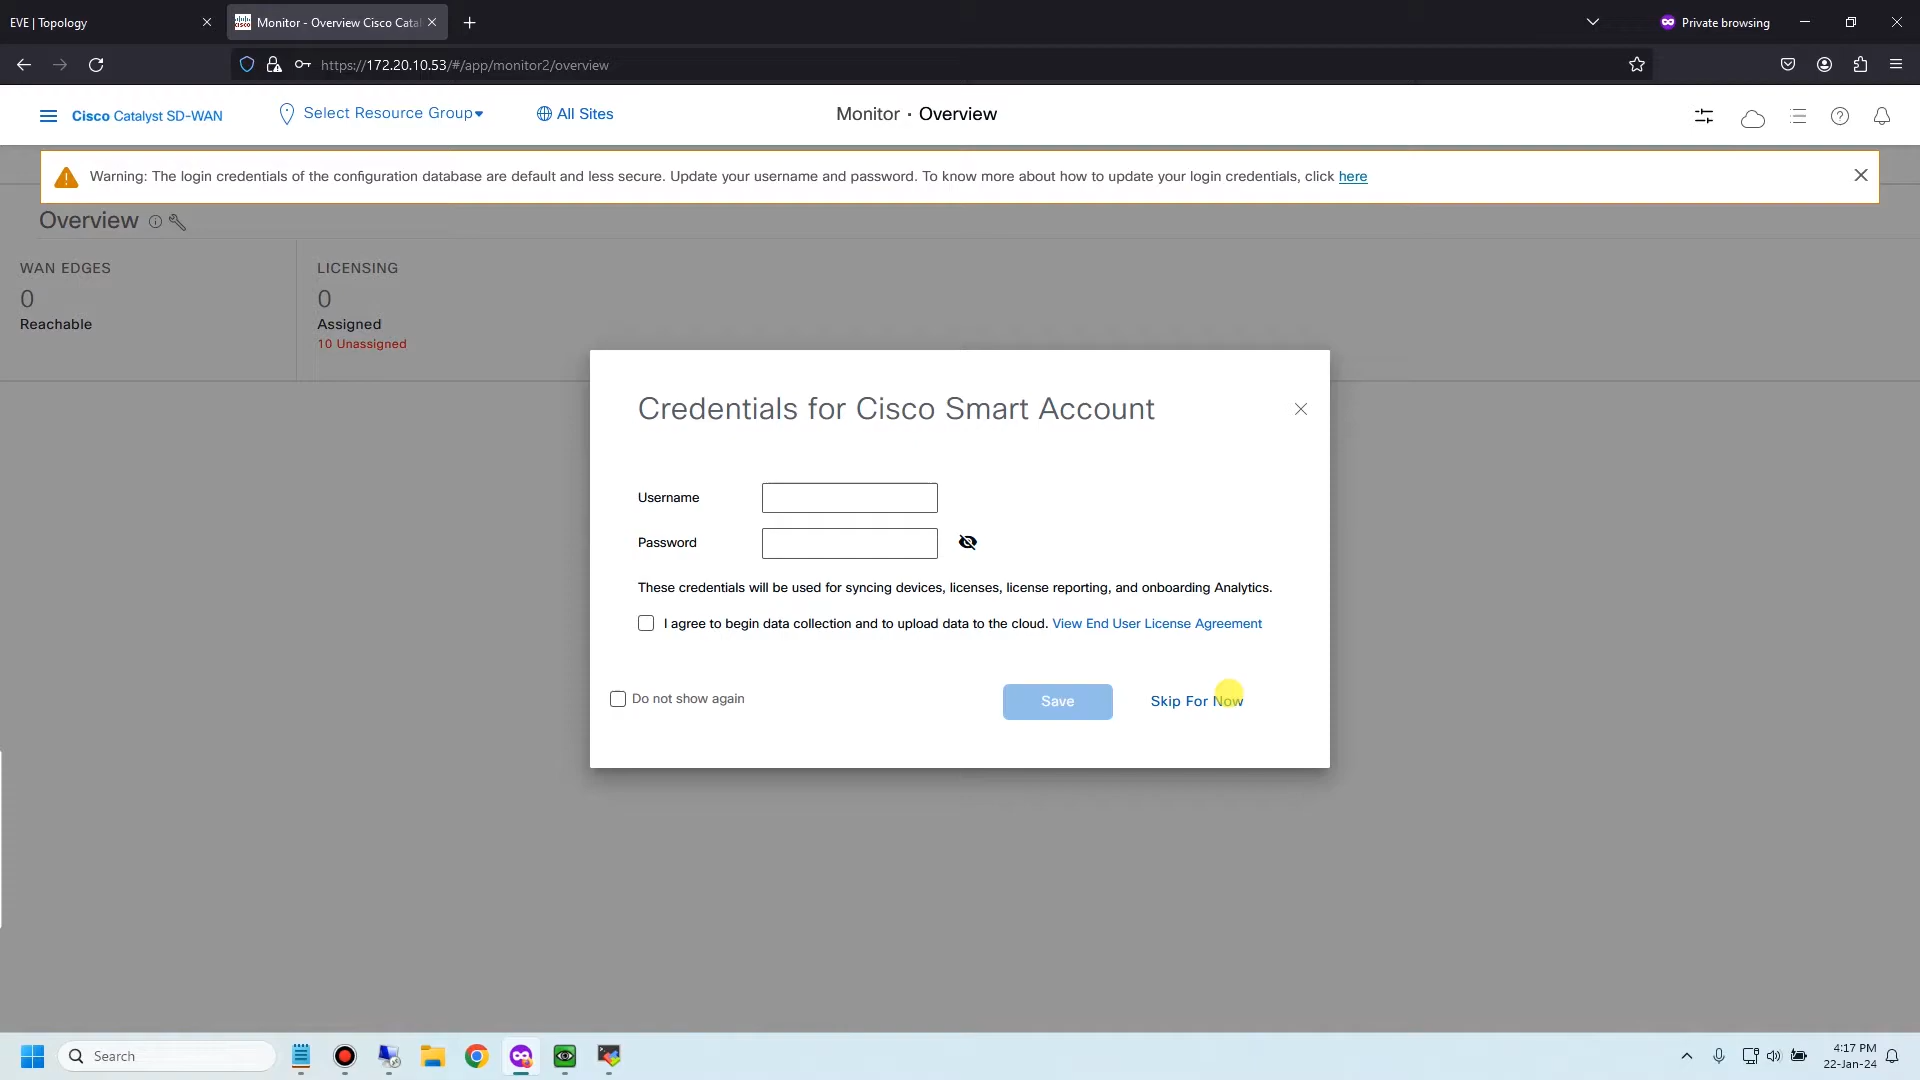 EVE | Topology
Monitor - Overview Cisco Cata
Private browsing
https://172.20.10.53/#/app/monitor2/overview
Cisco Catalyst SD-WAN
Select Resource Group
All Sites
Monitor · Overview
Warning: The login credentials of the configuration database are default and less secure. Update your username and password. To know more about how to update your login credentials, click here
Overview
WAN EDGES
0
Reachable
LICENSING
0
Assigned
10 Unassigned
Credentials for Cisco Smart Account
Username
Password
These credentials will be used for syncing devices, licenses, license reporting, and onboarding Analytics.
I agree to begin data collection and to upload data to the cloud. View End User License Agreement
Do not show again
Save
Skip For Now
Search
4:17 PM
22-Jan-24